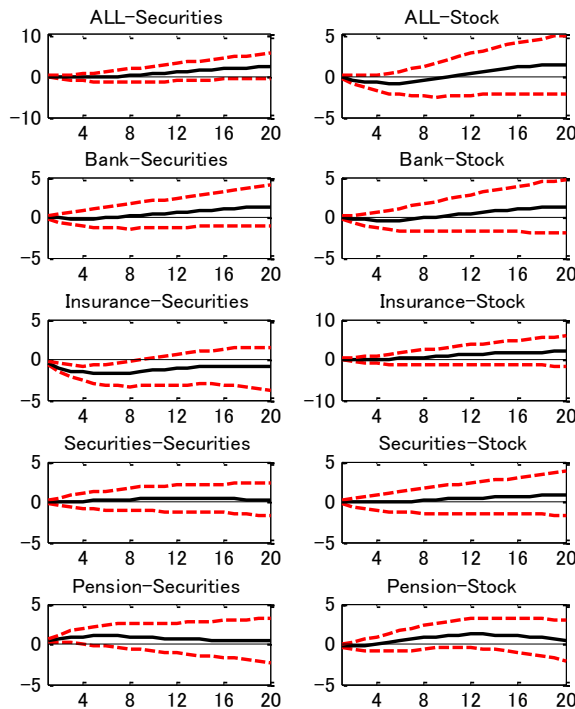 ALL-Securities
10
0
-10
4 8 12 16 20
ALL-Stock
5
0
-5
4 8 12 16 20
Bank-Securities
5
0
-5
4 8 12 16 20
Bank-Stock
5
0
-5
4 8 12 16 20
Insurance-Securities
5
0
-5
4 8 12 16 20
Insurance-Stock
10
0
-10
4 8 12 16 20
Securities-Securities
5
0
-5
4 8 12 16 20
Securities-Stock
5
0
-5
4 8 12 16 20
Pension-Securities
5
0
-5
4 8 12 16 20
Pension-Stock
5
0
-5
4 8 12 16 20